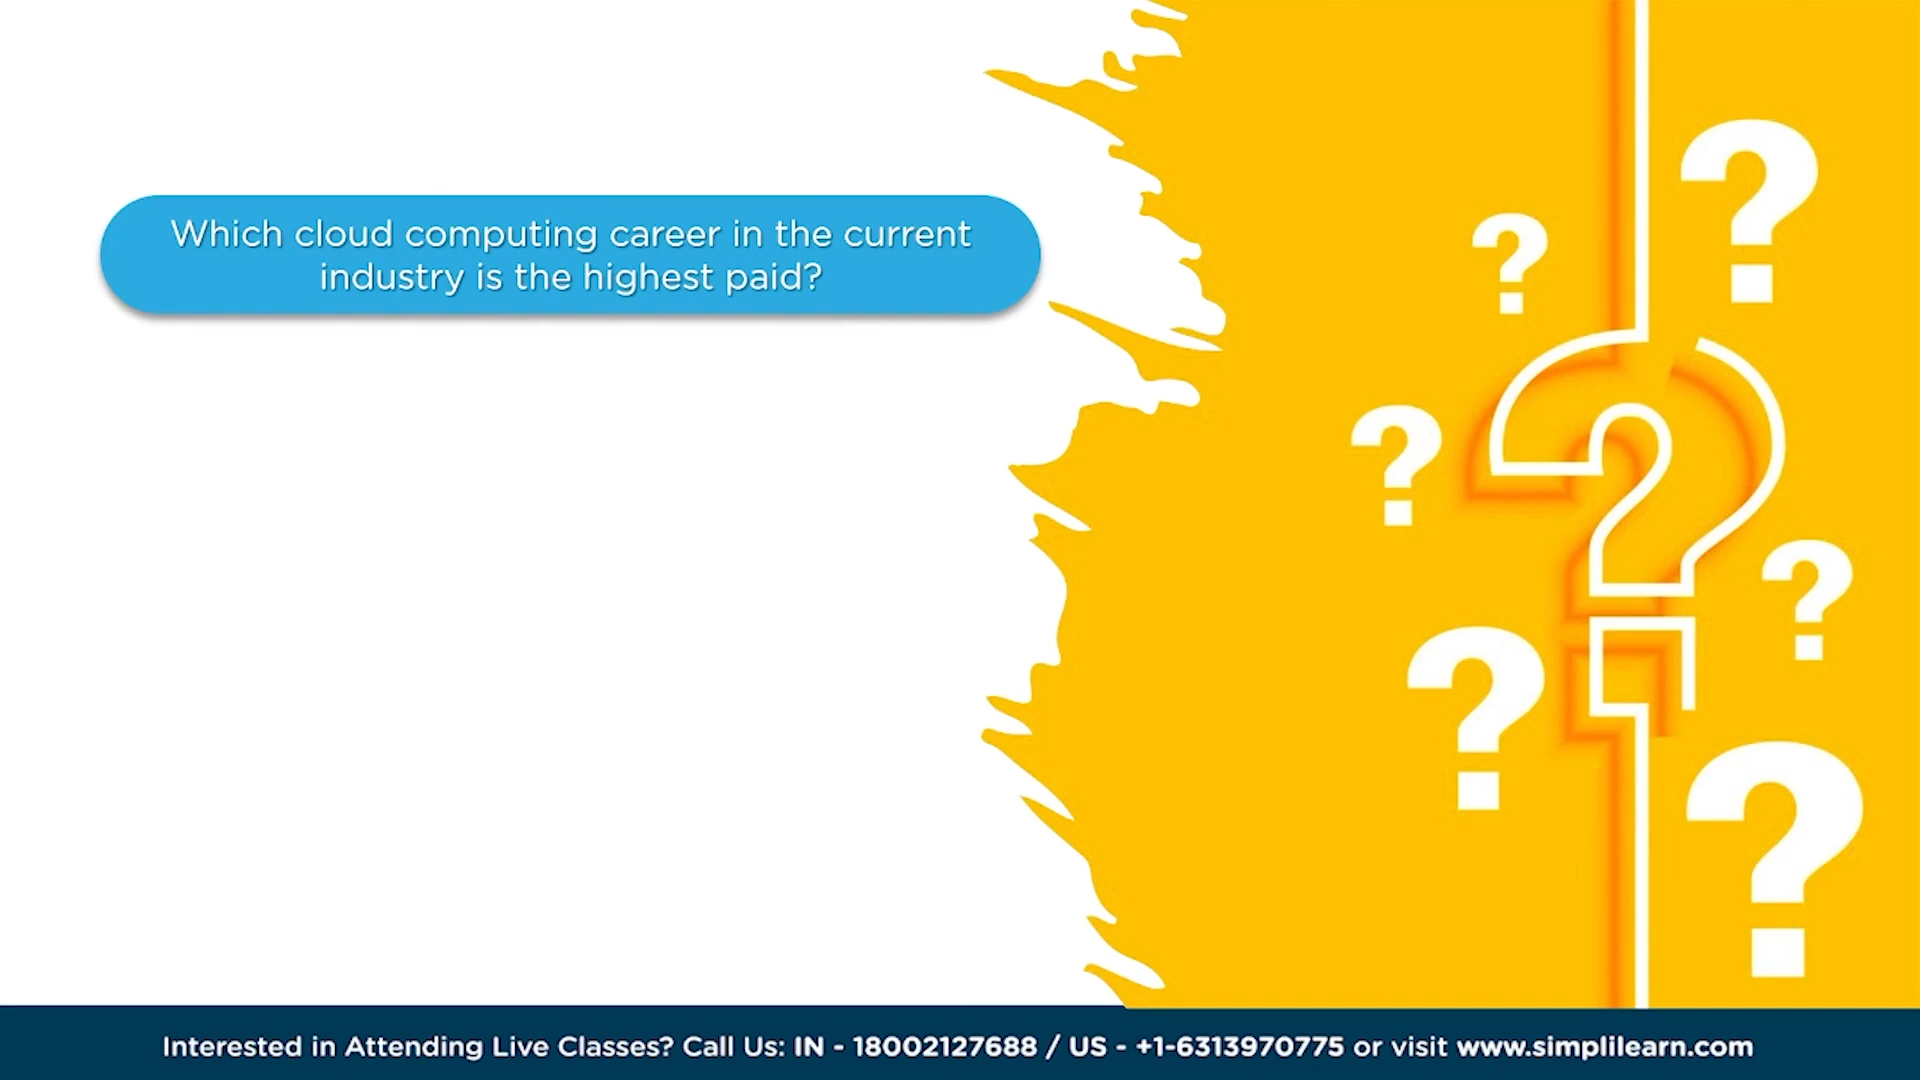 Which cloud computing career in the current
industry is the highest paid?
Interested in Attending Live Classes? Call Us: IN - 18002127688 / US - +1-6313970775 or visit www.simplilearn.com